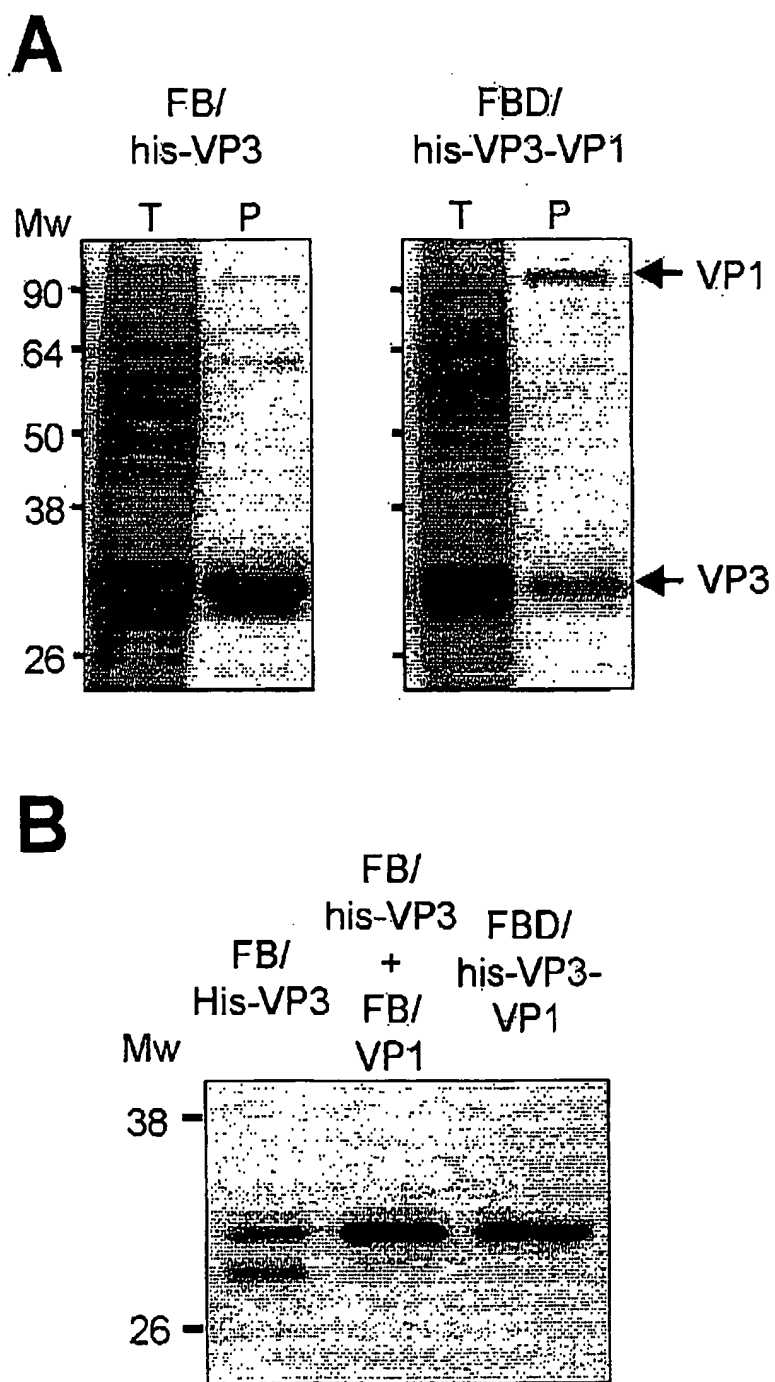 A
FB/
his-VP3
FBD/
his-VP3-VP1
Mw
T
P
T
P
90
64
50
38
26
VP1
VP3
B
FB/
His-VP3
FB/
his-VP3
+
FB/
VP1
FBD/
his-VP3-
VP1
Mw
38
26